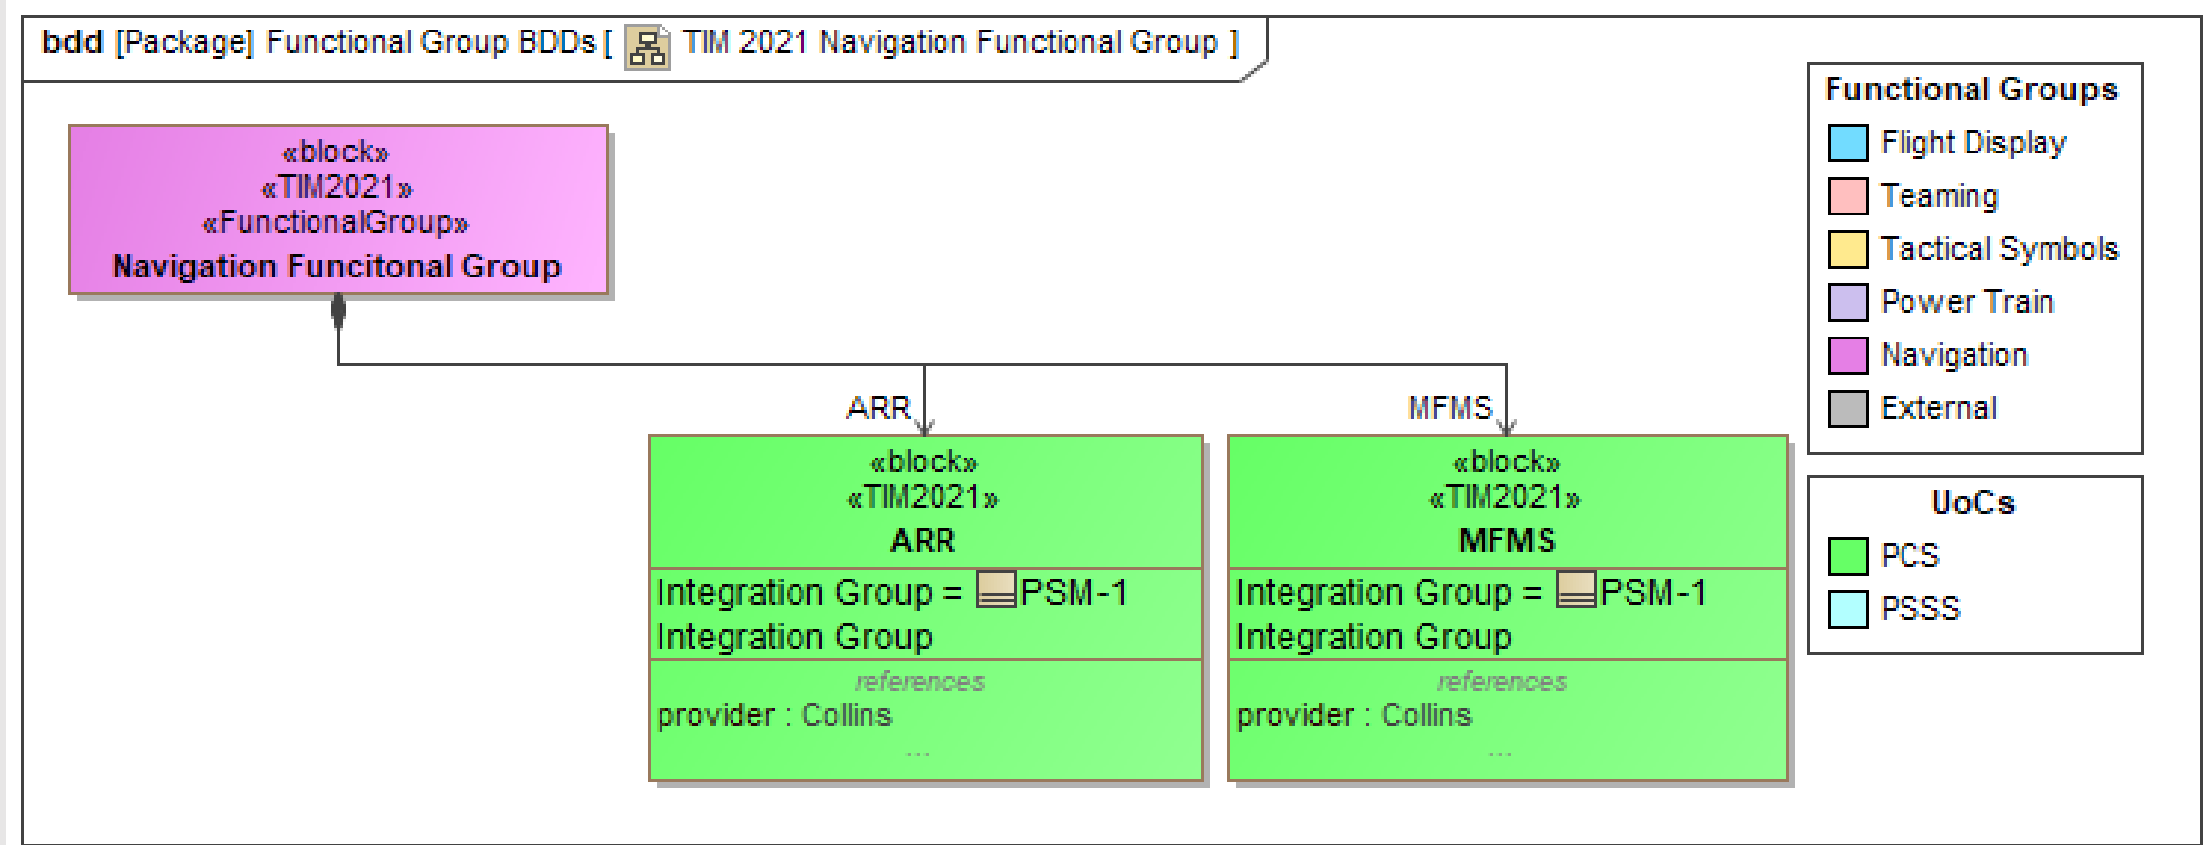 bdd [Package] Functional Group BDDs [ TIM 2021 Navigation Functional Group ]
«block»
«TIM2021»
«FunctionalGroup»
Navigation Funcitonal Group
ARR
MFMS
«block»
«TIM2021»
ARR
Integration Group = PSM-1
Integration Group
references
provider : Collins
...
«block»
«TIM2021»
MFMS
Integration Group = PSM-1
Integration Group
references
provider : Collins
...
Functional Groups
Flight Display
Teaming
Tactical Symbols
Power Train
Navigation
External
UoCs
PCS
PSSS